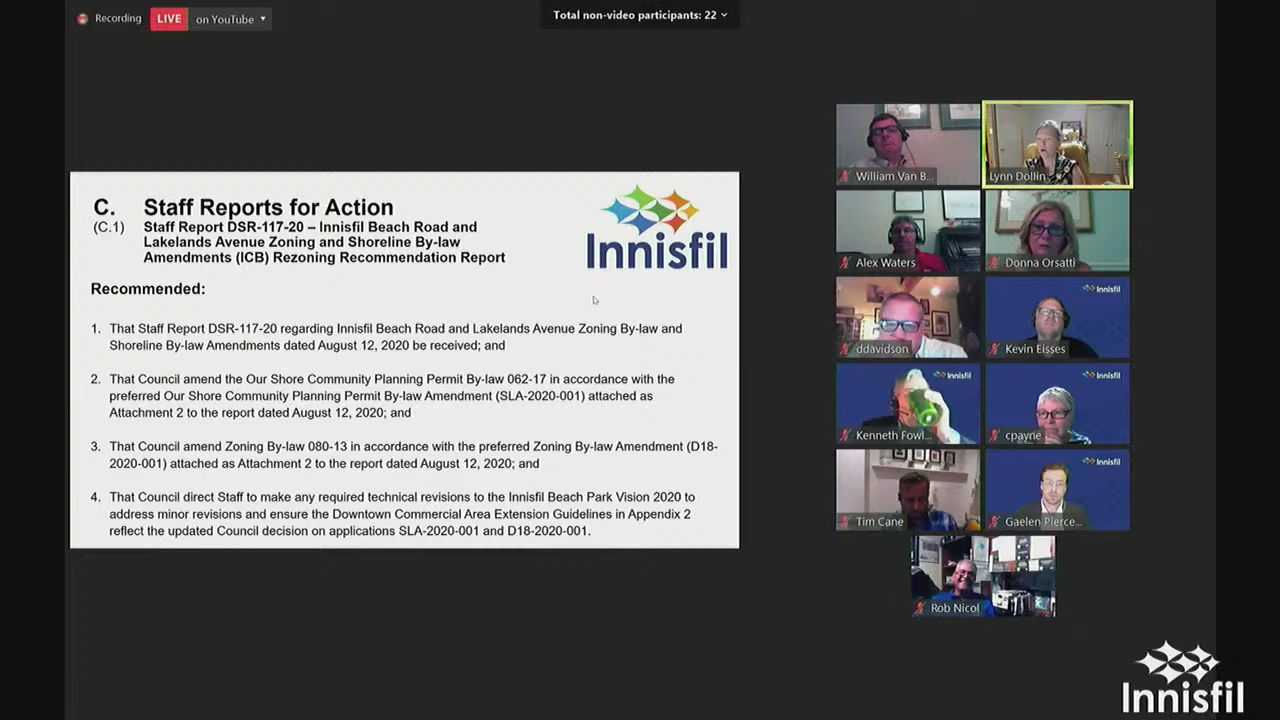 Recording
LIVE on YouTube
Total non-video participants: 22
C. Staff Reports for Action
(C.1) Staff Report DSR-117-20 – Innisfil Beach Road and
Lakelands Avenue Zoning and Shoreline By-law
Amendments (ICB) Rezoning Recommendation Report
Innisfil
Recommended:
1. That Staff Report DSR-117-20 regarding Innisfil Beach Road and Lakelands Avenue Zoning By-law and
Shoreline By-law Amendments dated August 12, 2020 be received; and
2. That Council amend the Our Shore Community Planning Permit By-law 062-17 in accordance with the
preferred Our Shore Community Planning Permit By-law Amendment (SLA-2020-001) attached as
Attachment 2 to the report dated August 12, 2020; and
3. That Council amend Zoning By-law 080-13 in accordance with the preferred Zoning By-law Amendment (D18-
2020-001) attached as Attachment 2 to the report dated August 12, 2020; and
4. That Council direct Staff to make any required technical revisions to the Innisfil Beach Park Vision 2020 to
address minor revisions and ensure the Downtown Commercial Area Extension Guidelines in Appendix 2
reflect the updated Council decision on applications SLA-2020-001 and D18-2020-001.
William Van B...
Lynn Dollin
Alex Waters
Donna Orsatti
ddavidson
Innisfil
Kevin Eisses
Innisfil
Kenneth Fowl...
Innisfil
cpayne
Tim Cane
Innisfil
Gaelen Pierce...
Rob Nicol
Innisfil